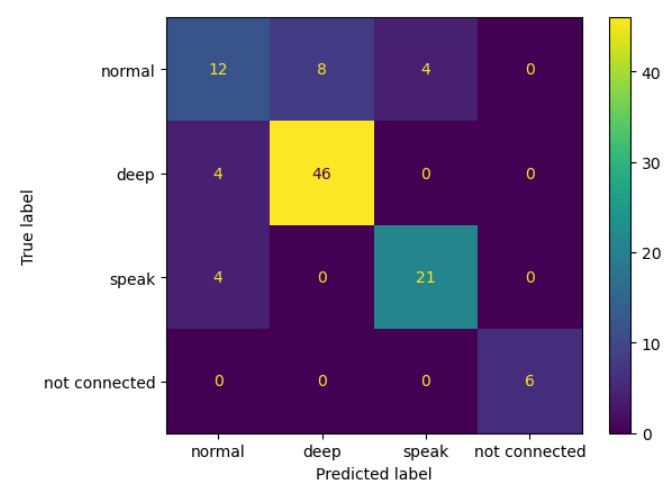 normal 12 8 4 0
deep 4 46 0 0
speak 4 0 21 0
not connected 0 0 0 6
normal deep speak not connected
Predicted label
True label
40
30
20
10
0